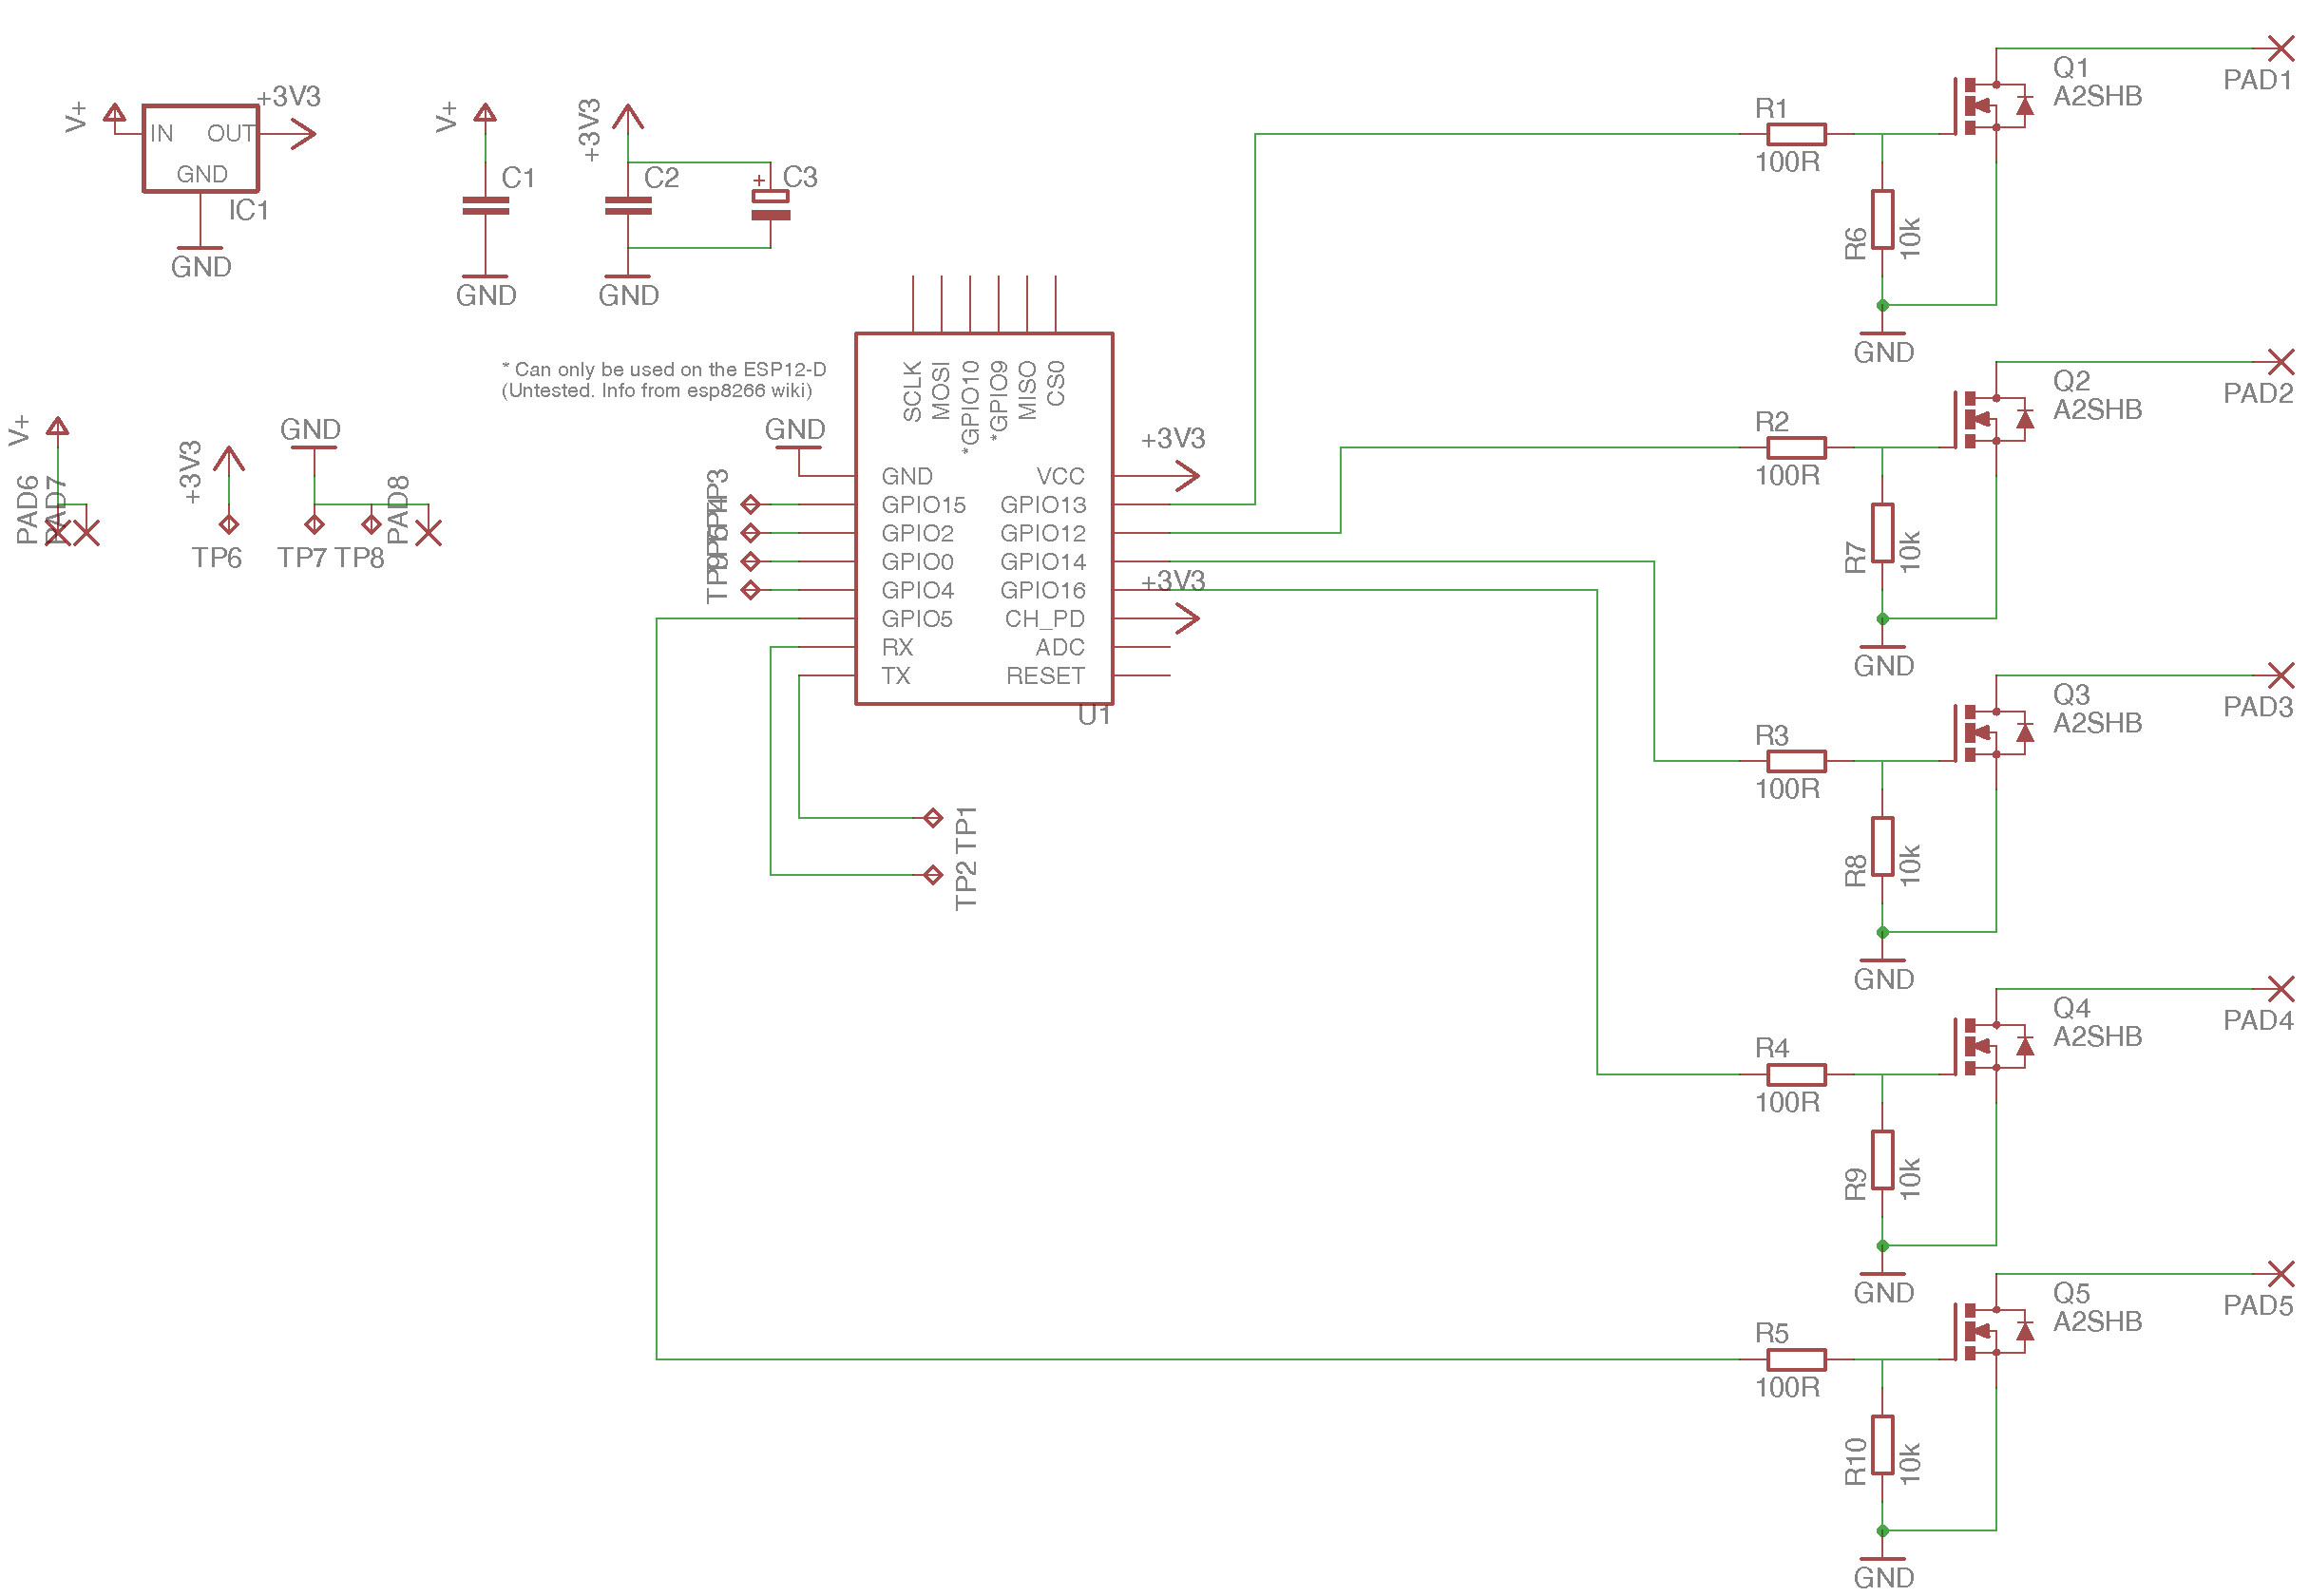 V+
+3V3
IN
OUT
GND
IC1
GND
V+
C1
GND
+3V3
C2
C3
+
GND
* Can only be used on the ESP12-D
(Untested. Info from esp8266 wiki)
V+
PAD6
PAD7
+3V3
TP6
GND
TP7
TP8
PAD8
SCLK
MOSI
*GPIO10
*GPIO9
MISO
CS0
GND
GND
GPIO15
GPIO2
GPIO0
GPIO4
GPIO5
RX
TX
+3V3
VCC
GPIO13
GPIO12
GPIO14
GPIO16
+3V3
CH_PD
ADC
RESET
U1
TP1
TP2
R1
100R
R6
10k
GND
Q1
A2SHB
PAD1
R2
100R
R7
10k
GND
Q2
A2SHB
PAD2
R3
100R
R8
10k
GND
Q3
A2SHB
PAD3
R4
100R
R9
10k
GND
Q4
A2SHB
PAD4
R5
100R
R10
10k
GND
Q5
A2SHB
PAD5